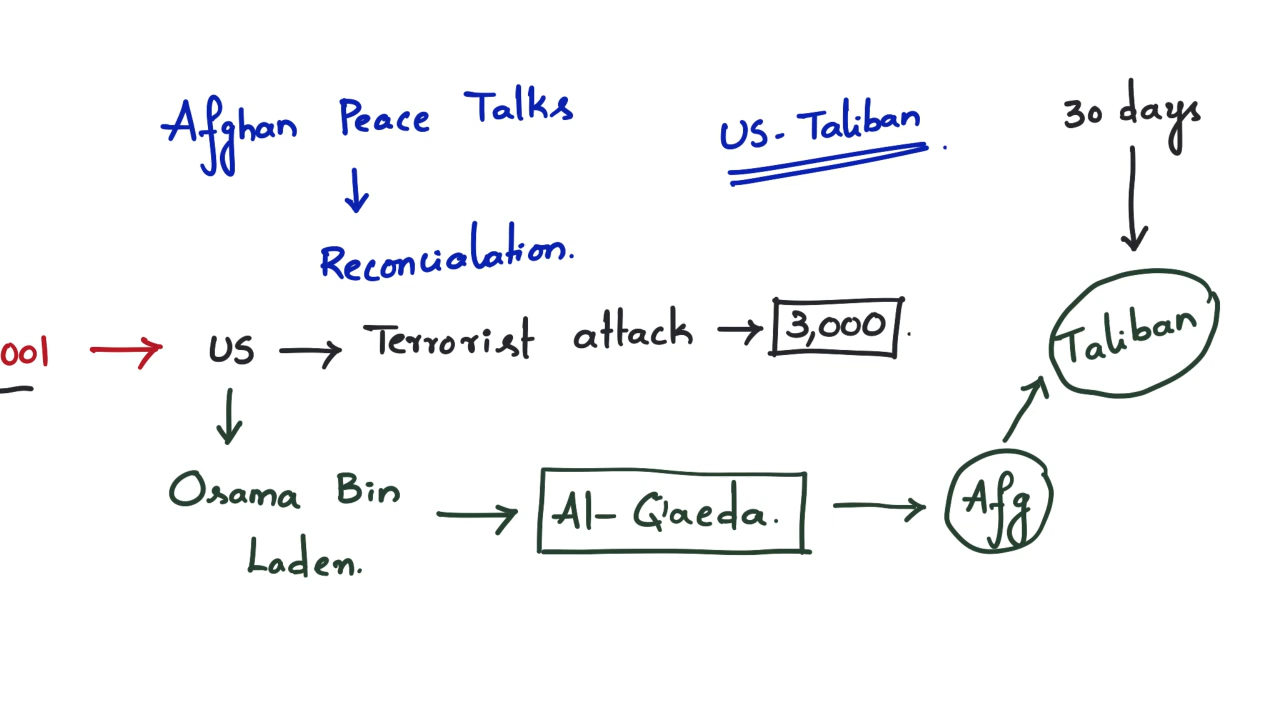 Afghan Peace Talks
US-Taliban.
30 days
Reconcialation.
001 US Terrorist attack 3,000.
Taliban
Osama Bin
Laden.
Al-Qaeda.
Afg